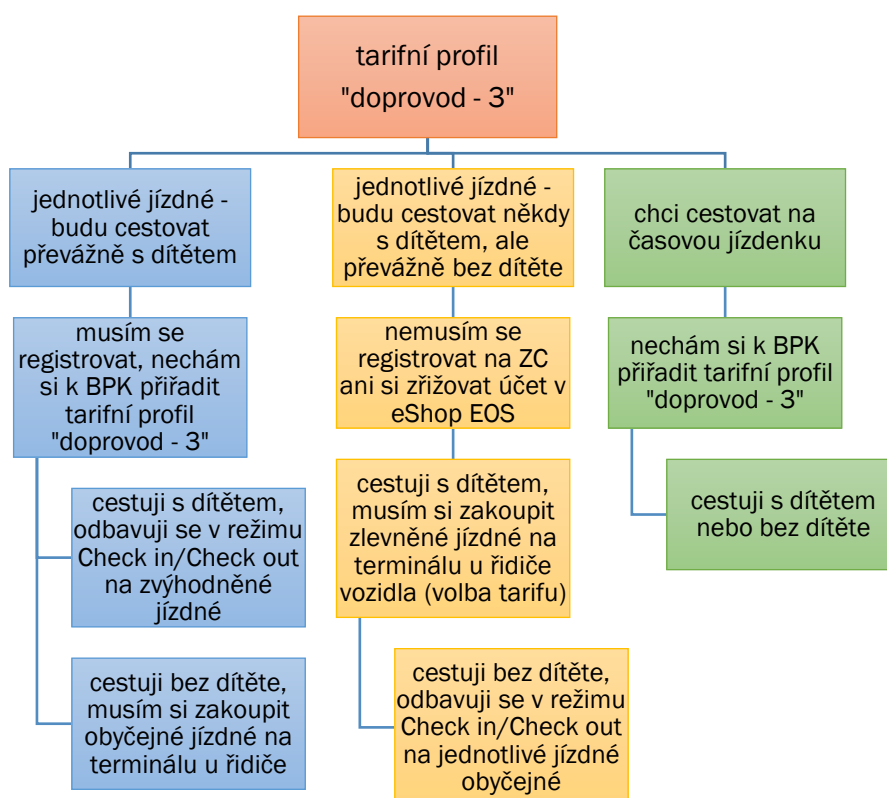 tarifní profil
"doprovod - 3"
jednotlivé jízdné -
budu cestovat
převážně s dítětem
musím se
registrovat, nechám
si k BPK přiřadit
tarifní profil
"doprovod - 3"
cestuji s dítětem,
odbavuji se v režimu
Check in/Check out
na zvýhodněné
jízdné
cestuji bez dítěte,
musím si zakoupit
obyčejné jízdné na
terminálu u řidiče
jednotlivé jízdné -
budu cestovat někdy
s dítětem, ale
převážně bez dítěte
nemusím se
registrovat na ZC
ani si zřižovat účet v
eShop EOS
cestuji s dítětem,
musím si zakoupit
zlevněné jízdné na
terminálu u řidiče
vozidla (volba tarifu)
cestuji bez dítěte,
odbavuji se v režimu
Check in/Check out
na jednotlivé jízdné
obyčejné
chci cestovat na
časovou jízdenku
nechám si k BPK
přiřadit tarifní profil
"doprovod - 3"
cestuji s dítětem
nebo bez dítěte